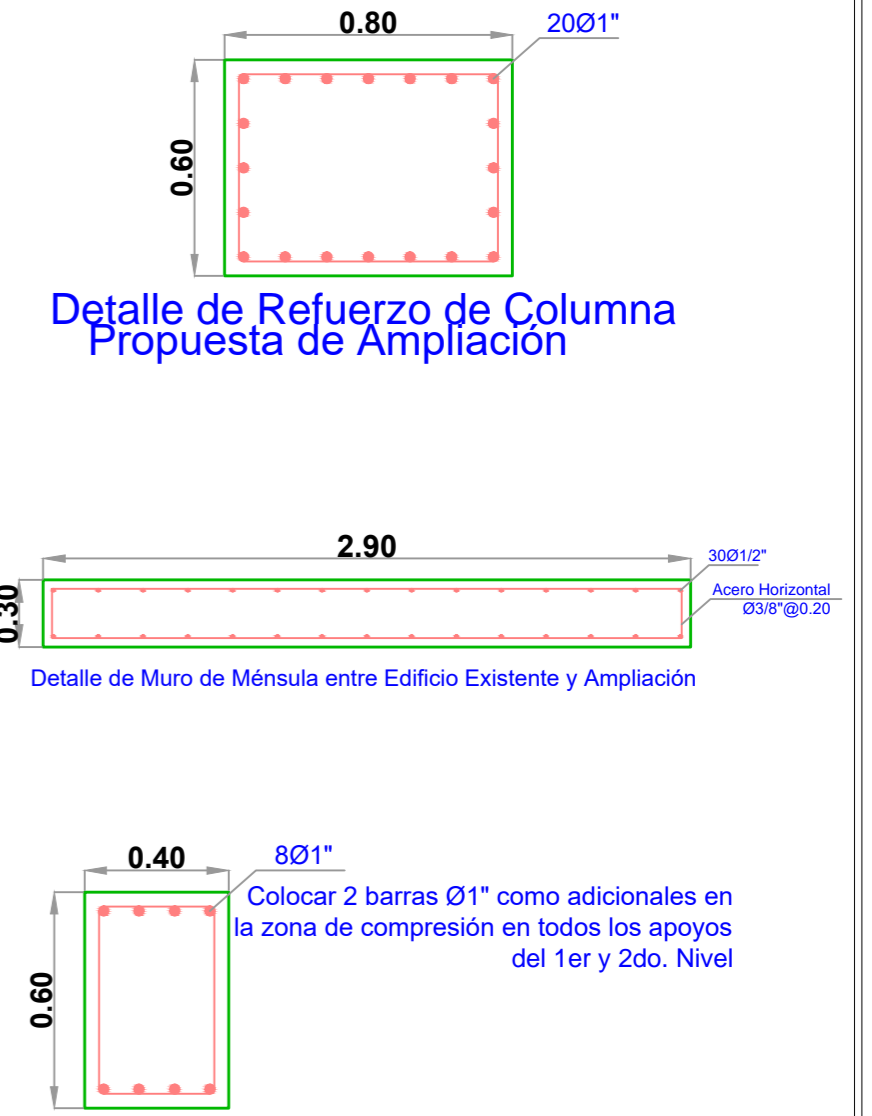 0.80
20Ø1"
0.60
Detalle de Refuerzo de Columna
Propuesta de Ampliación
2.90
30Ø1/2"
0.30
Acero Horizontal
Ø3/8"@0.20
Detalle de Muro de Ménsula entre Edificio Existente y Ampliación
0.40
8Ø1"
Colocar 2 barras Ø1" como adicionales en
la zona de compresión en todos los apoyos
del 1er y 2do. Nivel
0.60